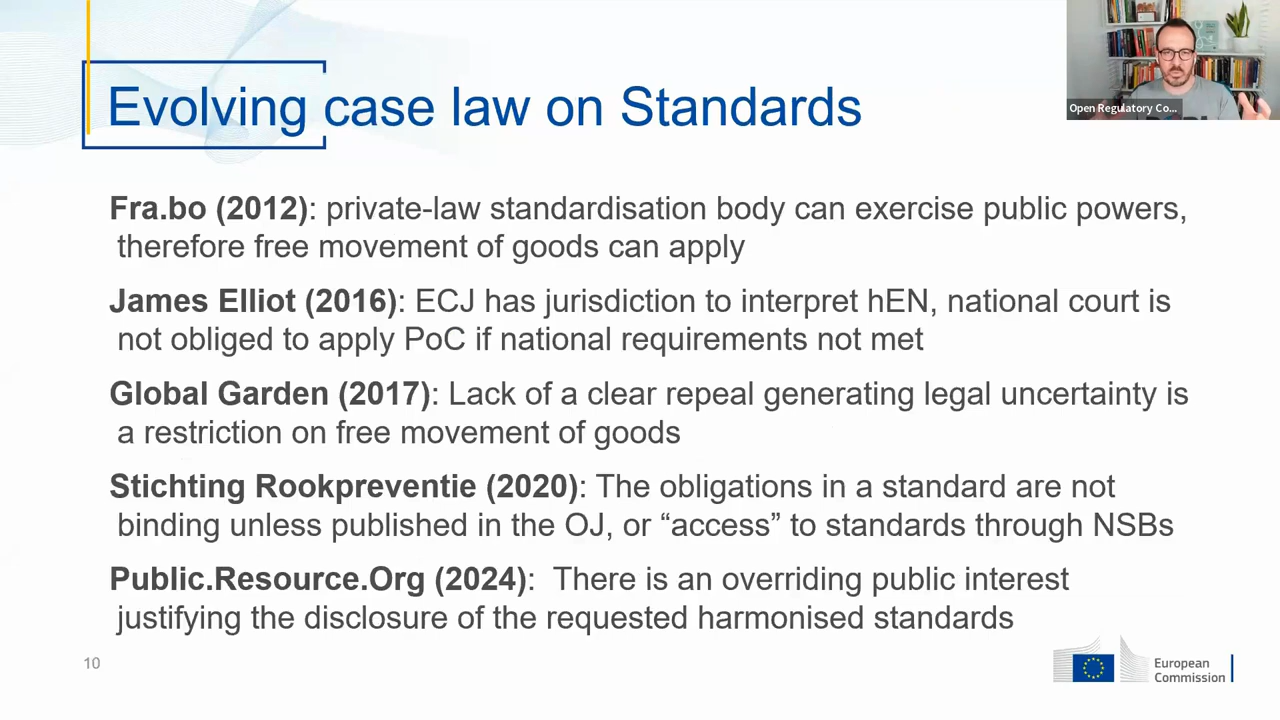 Open Regulatory Co...
Evolving case law on Standards
Fra.bo (2012): private-law standardisation body can exercise public powers,
therefore free movement of goods can apply
James Elliot (2016): ECJ has jurisdiction to interpret hEN, national court is
not obliged to apply PoC if national requirements not met
Global Garden (2017): Lack of a clear repeal generating legal uncertainty is
a restriction on free movement of goods
Stichting Rookpreventie (2020): The obligations in a standard are not
binding unless published in the OJ, or “access” to standards through NSBs
Public.Resource.Org (2024):  There is an overriding public interest
justifying the disclosure of the requested harmonised standards
10
European
Commission